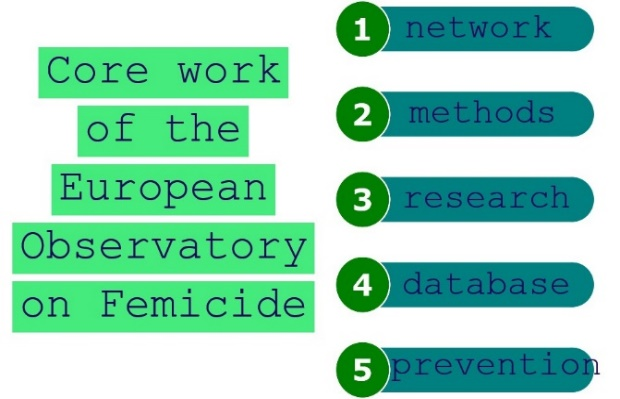 Core work
of the
European
Observatory
on Femicide
1 network
2 methods
3 research
4 database
5 prevention